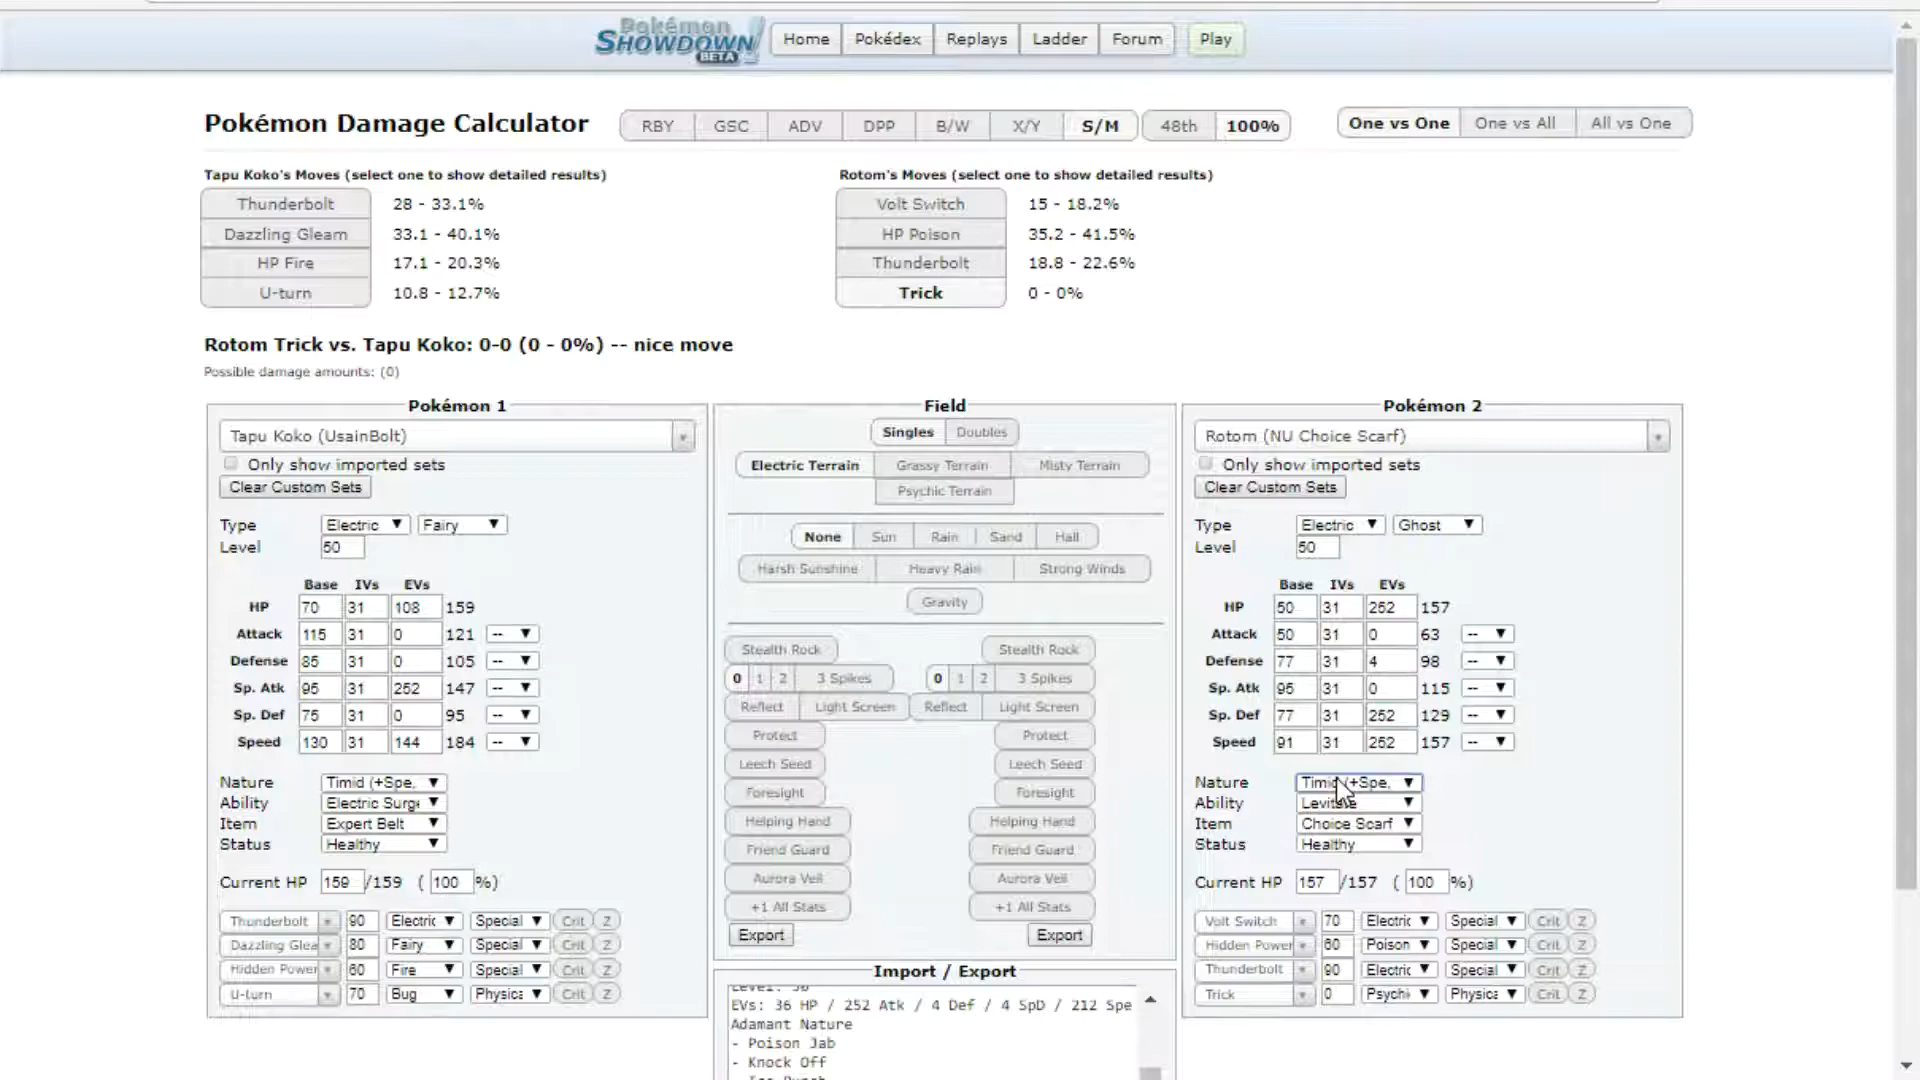 Pokémon
SHOWDOWN
BETA
Home Pokédex Replays Ladder Forum Play
Pokémon Damage Calculator RBY GSC ADV DPP B/W X/Y S/M 48th 100% One vs One One vs All All vs One
Tapu Koko's Moves (select one to show detailed results)
Thunderbolt 28 - 33.1%
Dazzling Gleam 33.1 - 40.1%
HP Fire 17.1 - 20.3%
U-turn 10.8 - 12.7%
Rotom's Moves (select one to show detailed results)
Volt Switch 15 - 18.2%
HP Poison 35.2 - 41.5%
Thunderbolt 18.8 - 22.6%
Trick 0 - 0%
Rotom Trick vs. Tapu Koko: 0-0 (0 - 0%) -- nice move
Possible damage amounts: (0)
Pokémon 1
Tapu Koko (UsainBolt)
Only show imported sets
Clear Custom Sets
Type Electric Fairy
Level 50
Base IVs EVs
HP 70 31 108 159
Attack 115 31 0 121 --
Defense 85 31 0 105 --
Sp. Atk 95 31 252 147 --
Sp. Def 75 31 0 95 --
Speed 130 31 144 184 --
Nature Timid (+Spe,
Ability Electric Surg
Item Expert Belt
Status Healthy
Current HP 159 /159 ( 100 %)
Thunderbolt 90 Electric Special Crit Z
Dazzling Glea 80 Fairy Special Crit Z
Hidden Power 60 Fire Special Crit Z
U-turn 70 Bug Physica Crit Z
Field
Singles Doubles
Electric Terrain Grassy Terrain Misty Terrain
Psychic Terrain
None Sun Rain Sand Hail
Harsh Sunshine Heavy Rain Strong Winds
Gravity
Stealth Rock Stealth Rock
0 1 2 3 Spikes 0 1 2 3 Spikes
Reflect Light Screen Reflect Light Screen
Protect Protect
Leech Seed Leech Seed
Foresight Foresight
Helping Hand Helping Hand
Friend Guard Friend Guard
Aurora Veil Aurora Veil
+1 All Stats +1 All Stats
Export Export
Import / Export
EVs: 36 HP / 252 Atk / 4 Def / 4 SpD / 212 Spe
Adamant Nature
- Poison Jab
- Knock Off
Pokémon 2
Rotom (NU Choice Scarf)
Only show imported sets
Clear Custom Sets
Type Electric Ghost
Level 50
Base IVs EVs
HP 50 31 252 157
Attack 50 31 0 63 --
Defense 77 31 4 98 --
Sp. Atk 95 31 0 115 --
Sp. Def 77 31 252 129 --
Speed 91 31 252 157 --
Nature Timid (+Spe,
Ability Levitate
Item Choice Scarf
Status Healthy
Current HP 157 /157 ( 100 %)
Volt Switch 70 Electric Special Crit Z
Hidden Power 60 Poison Special Crit Z
Thunderbolt 90 Electric Special Crit Z
Trick 0 Psychi Physica Crit Z